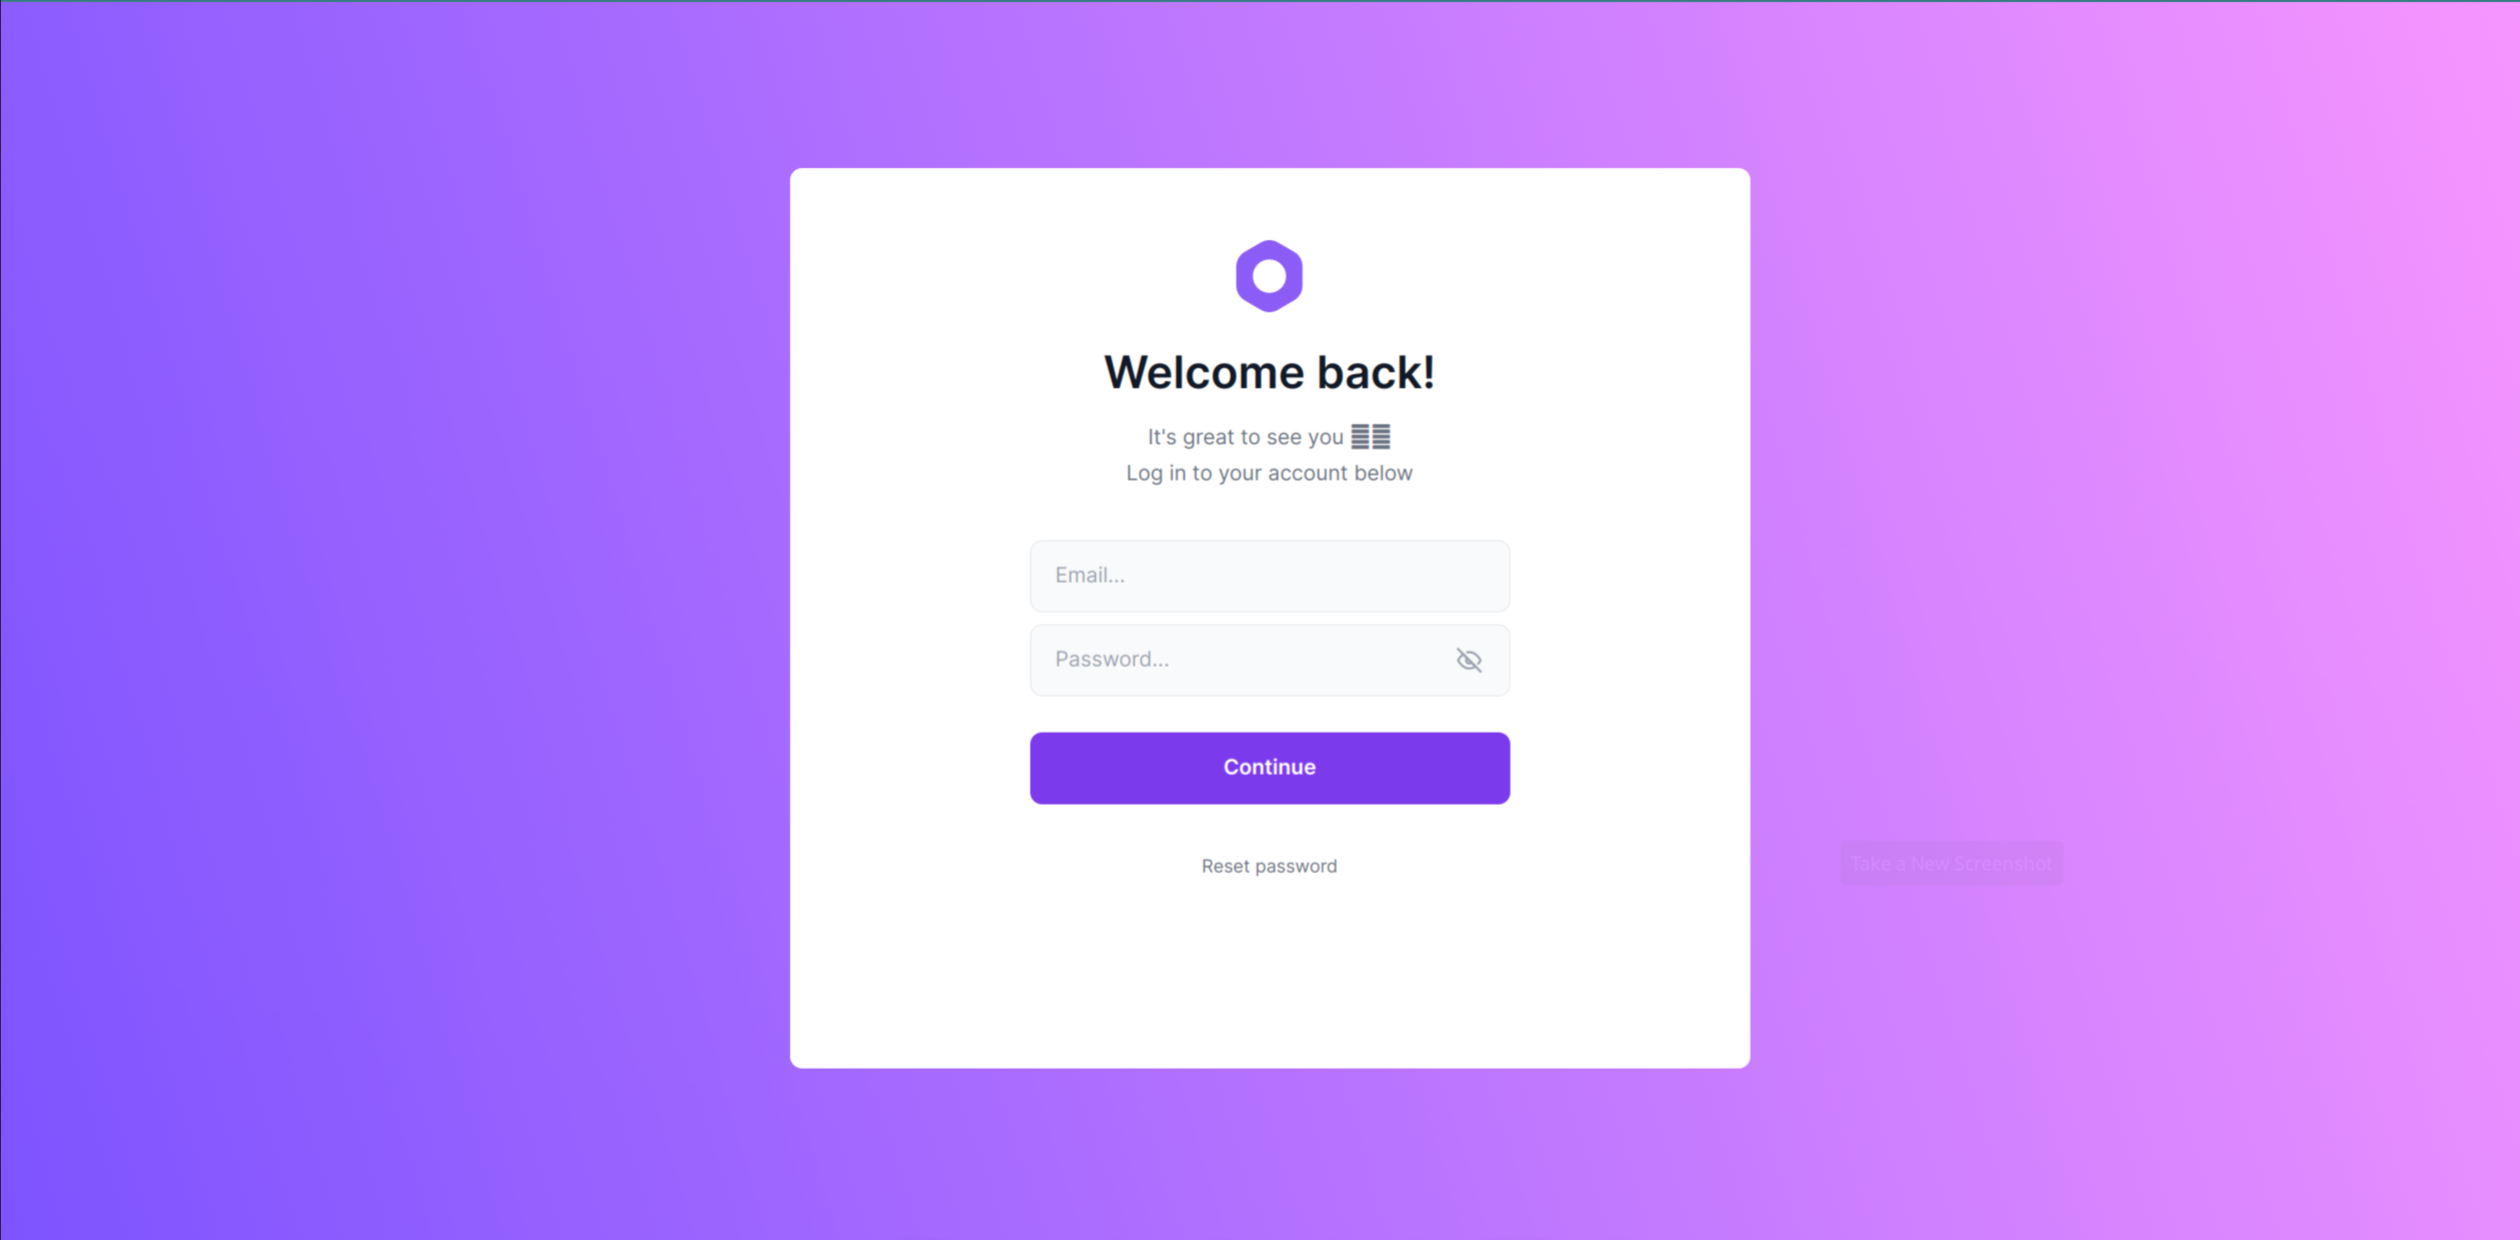 Welcome back!
It's great to see you
Log in to your account below
Email...
Password...
Continue
Reset password
Take a New Screenshot